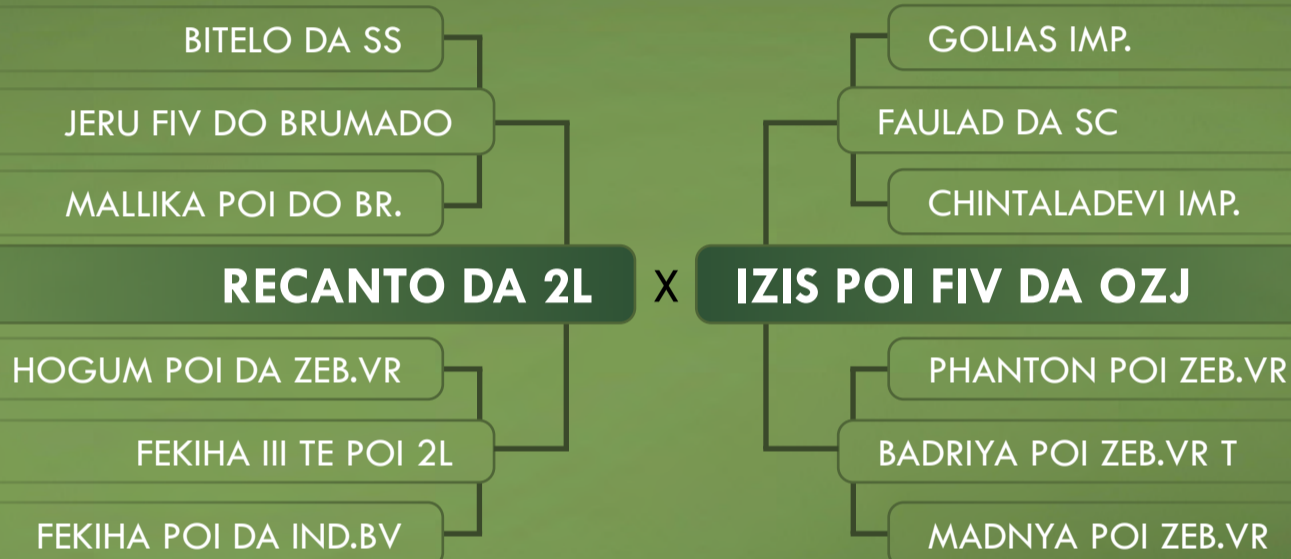 BITELO DA SS
GOLIAS IMP.
JERU FIV DO BRUMADO
FAULAD DA SC
MALLIKA POI DO BR.
CHINTALADEVI IMP.
RECANTO DA 2L X IZIS POI FIV DA OZJ
HOGUM POI DA ZEB.VR
PHANTON POI ZEB.VR
FEKIHA III TE POI 2L
BADRIYA POI ZEB.VR T
FEKIHA POI DA IND.BV
MADNYA POI ZEB.VR